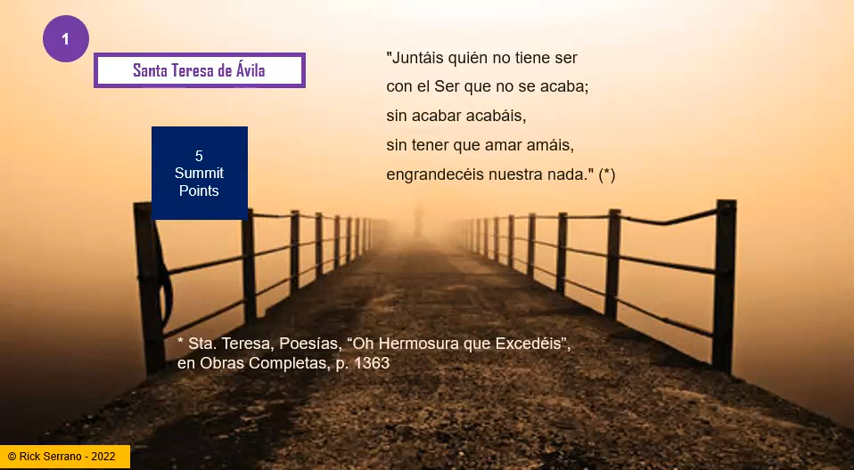 1
Santa Teresa de Ávila
5
Summit
Points
"Juntáis quién no tiene ser
con el Ser que no se acaba;
sin acabar acabáis,
sin tener que amar amáis,
engrandecéis nuestra nada." (*)
* Sta. Teresa, Poesías, “Oh Hermosura que Excedéis”,
en Obras Completas, p. 1363
© Rick Serrano - 2022